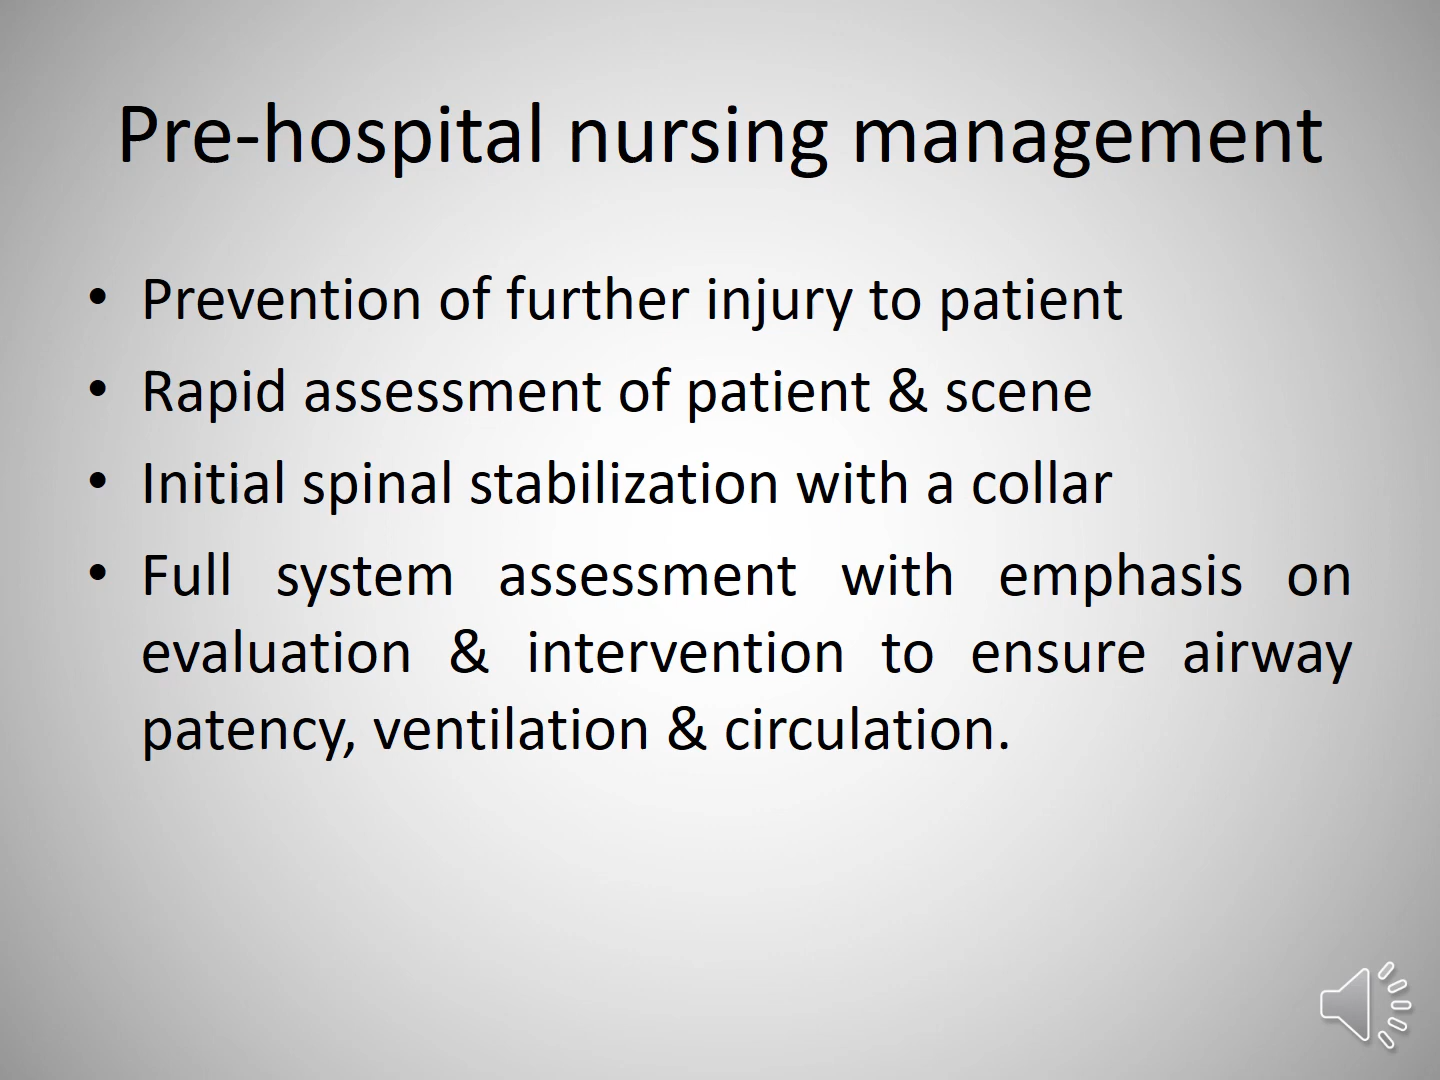 Pre-hospital nursing management
• Prevention of further injury to patient
• Rapid assessment of patient & scene
• Initial spinal stabilization with a collar
• Full system assessment with emphasis on
evaluation & intervention to ensure airway
patency, ventilation & circulation.